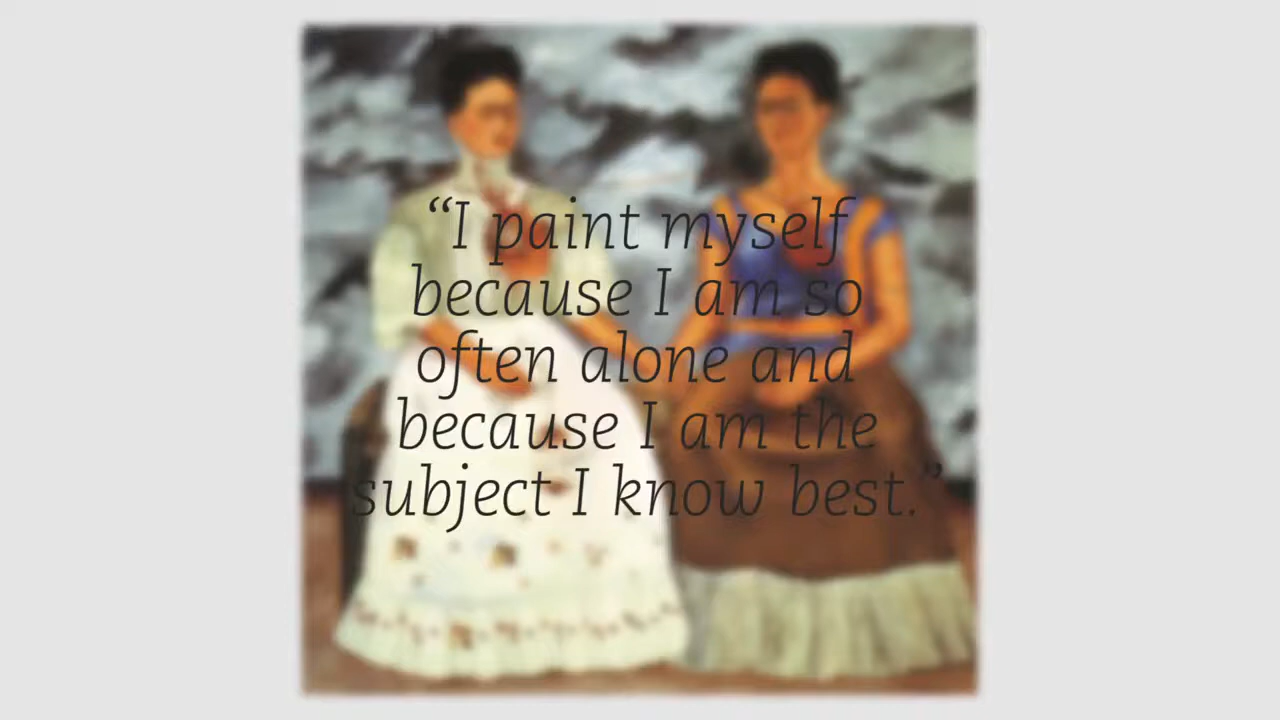 “I paint myself
because I am so
often alone and
because I am the
subject I know best.”